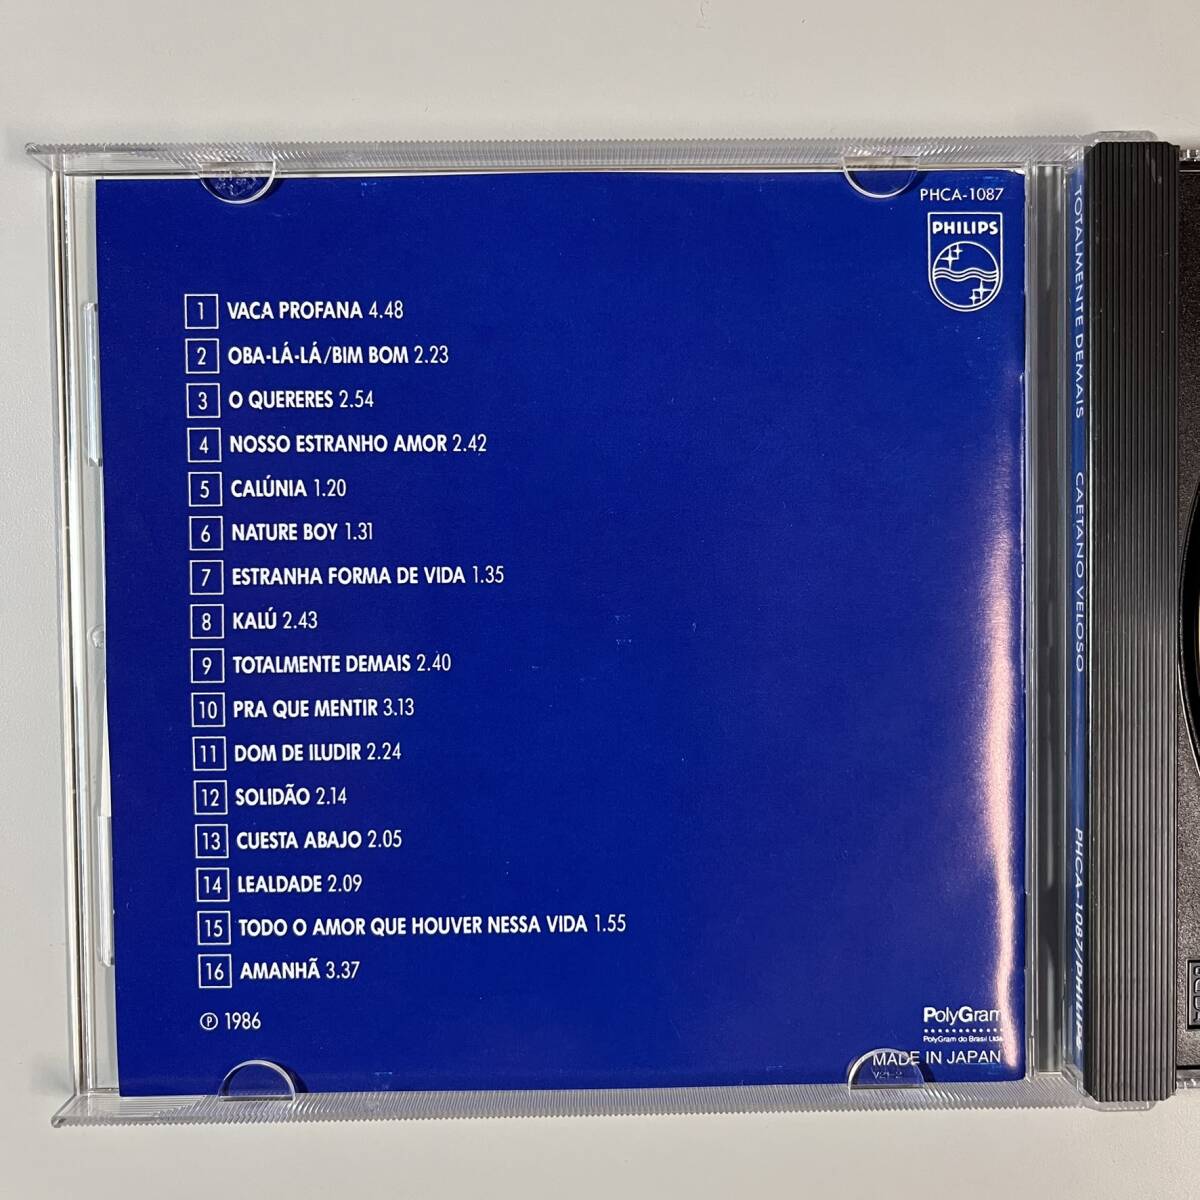 PHCA-1087
PHILIPS
1 VACA PROFANA 4.48
2 OBA-LÁ-LÁ/BIM BOM 2.23
3 O QUERERES 2.54
4 NOSSO ESTRANHO AMOR 2.42
5 CALÚNIA 1.20
6 NATURE BOY 1.31
7 ESTRANHA FORMA DE VIDA 1.35
8 KALÚ 2.43
9 TOTALMENTE DEMAIS 2.40
10 PRA QUE MENTIR 3.13
11 DOM DE ILUDIR 2.24
12 SOLIDÃO 2.14
13 CUESTA ABAJO 2.05
14 LEALDADE 2.09
15 TODO O AMOR QUE HOUVER NESSA VIDA 1.55
16 AMANHÃ 3.37
℗ 1986
PolyGram
PolyGram do Brasil Ltda
MADE IN JAPAN
TOTALMENTE DEMAIS CAETANO VELOSO PHCA-1087/PHILIPS